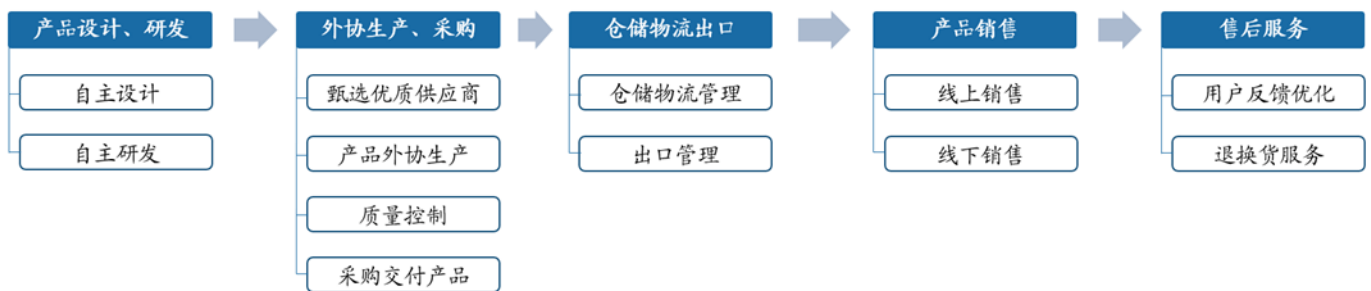 产品设计、研发
自主设计
自主研发
外协生产、采购
甄选优质供应商
产品外协生产
质量控制
采购交付产品
仓储物流出口
仓储物流管理
出口管理
产品销售
线上销售
线下销售
售后服务
用户反馈优化
退换货服务